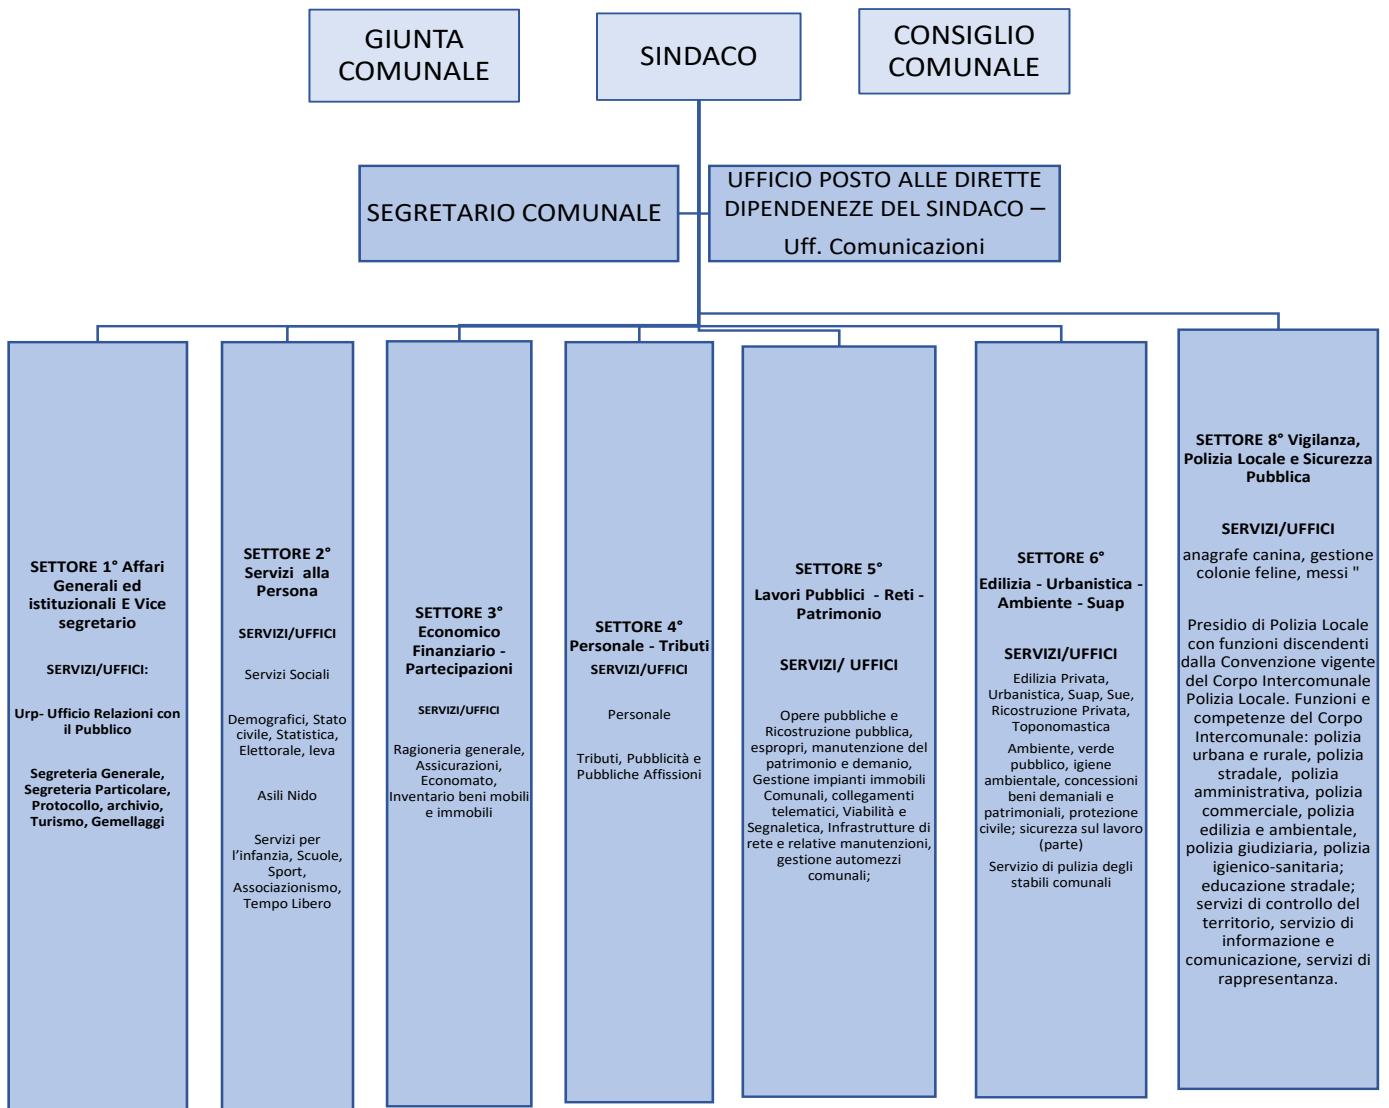 GIUNTA
COMUNALE
SINDACO
CONSIGLIO
COMUNALE
SEGRETARIO COMUNALE
UFFICIO POSTO ALLE DIRETTE
DIPENDENEZE DEL SINDACO –
Uff. Comunicazioni
SETTORE 1° Affari
Generali ed
istituzionali E Vice
segretario
SERVIZI/UFFICI:
Urp- Ufficio Relazioni con
il Pubblico
Segreteria Generale,
Segreteria Particolare,
Protocollo, archivio,
Turismo, Gemellaggi
SETTORE 2°
Servizi alla
Persona
SERVIZI/UFFICI
Servizi Sociali
Demografici, Stato
civile, Statistica,
Elettorale, leva
Asili Nido
Servizi per
l'infanzia, Scuole,
Sport,
Associazionismo,
Tempo Libero
SETTORE 3°
Economico
Finanziario -
Partecipazioni
SERVIZI/UFFICI
Ragioneria generale,
Assicurazioni,
Economato,
Inventario beni mobili
e immobili
SETTORE 4°
Personale - Tributi
SERVIZI/UFFICI
Personale
Tributi, Pubblicità e
Pubbliche Affissioni
SETTORE 5°
Lavori Pubblici - Reti -
Patrimonio
SERVIZI/ UFFICI
Opere pubbliche e
Ricostruzione pubblica,
espropri, manutenzione del
patrimonio e demanio,
Gestione impianti immobili
Comunali, collegamenti
telematici, Viabilità e
Segnaletica, Infrastrutture di
rete e relative manutenzioni,
gestione automezzi
comunali;
SETTORE 6°
Edilizia - Urbanistica -
Ambiente - Suap
SERVIZI/UFFICI
Edilizia Privata,
Urbanistica, Suap, Sue,
Ricostruzione Privata,
Toponomastica
Ambiente, verde
pubblico, igiene
ambientale, concessioni
beni demaniali e
patrimoniali, protezione
civile; sicurezza sul lavoro
(parte)
Servizio di pulizia degli
stabili comunali
SETTORE 8° Vigilanza,
Polizia Locale e Sicurezza
Pubblica
SERVIZI/UFFICI
anagrafe canina, gestione
colonie feline, messi "
Presidio di Polizia Locale
con funzioni discendenti
dalla Convenzione vigente
del Corpo Intercomunale
Polizia Locale. Funzioni e
competenze del Corpo
Intercomunale: polizia
urbana e rurale, polizia
stradale, polizia
amministrativa, polizia
commerciale, polizia
edilizia e ambientale,
polizia giudiziaria, polizia
igienico-sanitaria;
educazione stradale;
servizi di controllo del
territorio, servizio di
informazione e
comunicazione, servizi di
rappresentanza.